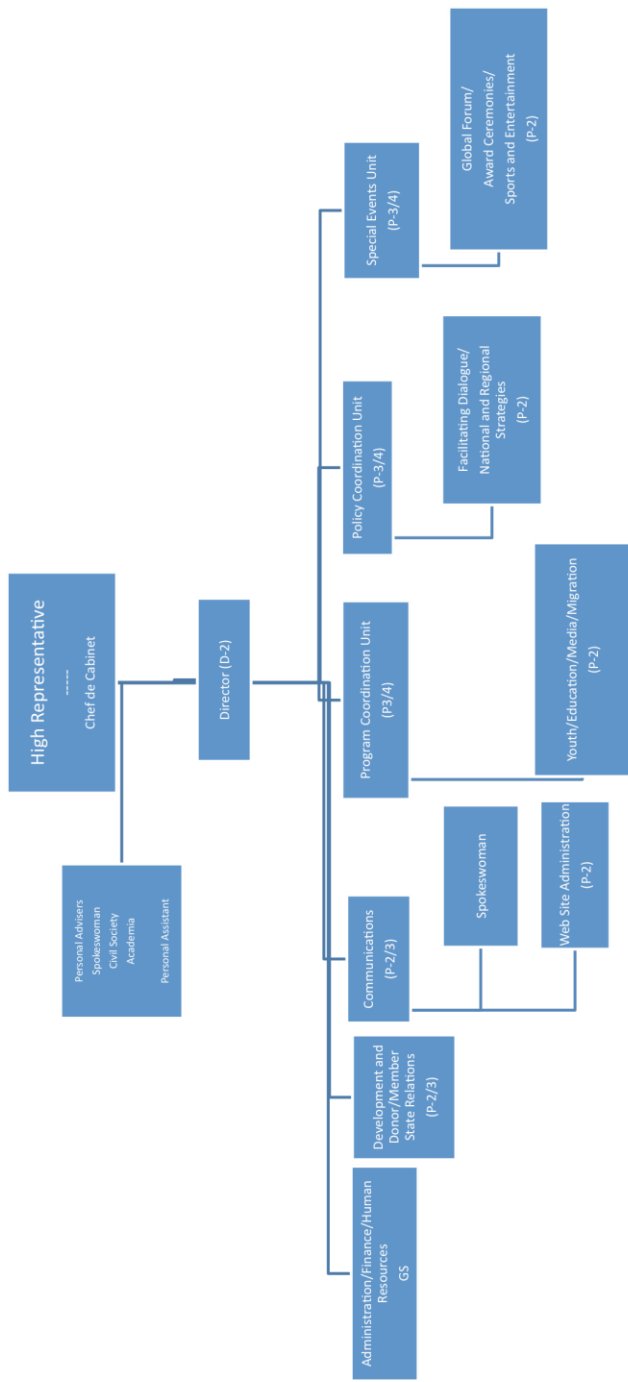 High Representative
-----
Chef de Cabinet
Personal Advisers
Spokeswoman
Civil Society
Academia
Personal Assistant
Director (D-2)
Administration/Finance/Human
Resources
GS
Development and
Donor/Member
State Relations
(P-2/3)
Communications
(P-2/3)
Spokeswoman
Web Site Administration
(P-2)
Program Coordination Unit
(P3/4)
Youth/Education/Media/Migration
(P-2)
Policy Coordination Unit
(P-3/4)
Facilitating Dialogue/
National and Regional
Strategies
(P-2)
Special Events Unit
(P-3/4)
Global Forum/
Award Ceremonies/
Sports and Entertainment
(P-2)